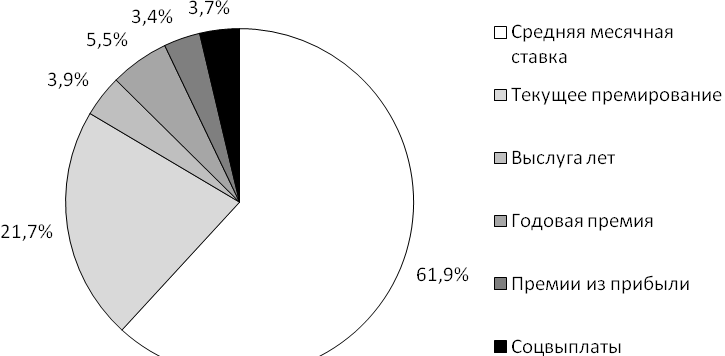 3,4%
3,7%
5,5%
3,9%
21,7%
61,9%
Средняя месячная
ставка
Текущее премирование
Выслуга лет
Годовая премия
Премии из прибыли
Соцвыплаты